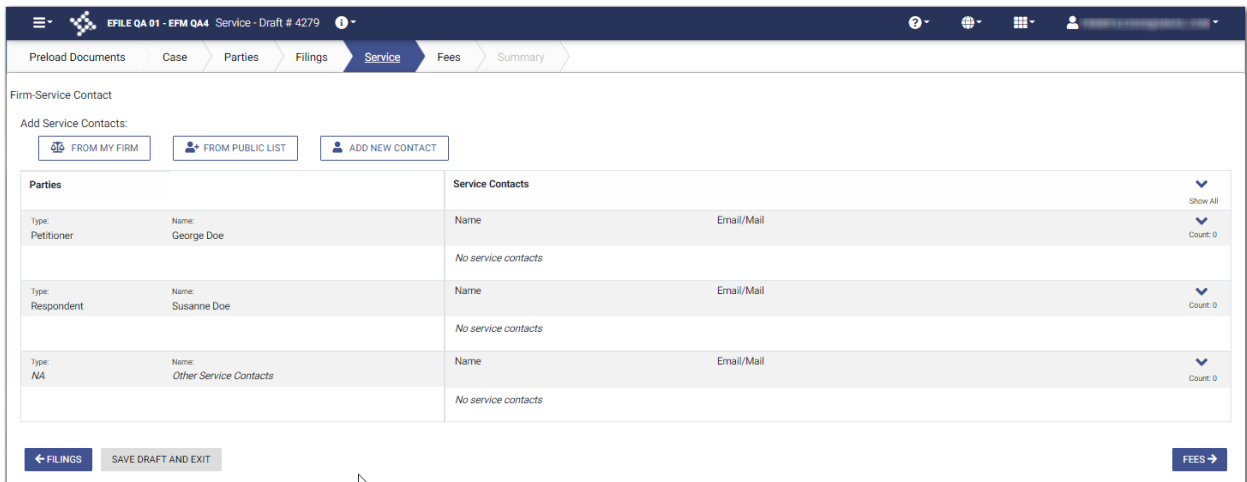 EFILE QA 01 - EFM QA4 Service - Draft # 4279
Preload Documents Case Parties Filings Service Fees Summary
Firm-Service Contact
Add Service Contacts:
FROM MY FIRM FROM PUBLIC LIST ADD NEW CONTACT
Parties Service Contacts
Show All
Type: Name: Name Email/Mail
Petitioner George Doe Count: 0
No service contacts
Type: Name: Name Email/Mail
Respondent Susanne Doe Count: 0
No service contacts
Type: Name: Name Email/Mail
NA Other Service Contacts Count: 0
No service contacts
FILINGS SAVE DRAFT AND EXIT FEES